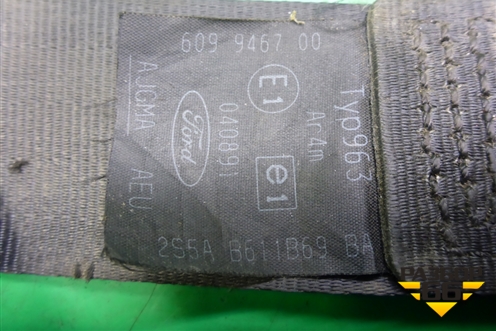 609 9467 00
E1
e1
Typ963
Ar4m
040891
Ford
AJGMA AEU
2S5A B611B69 BA